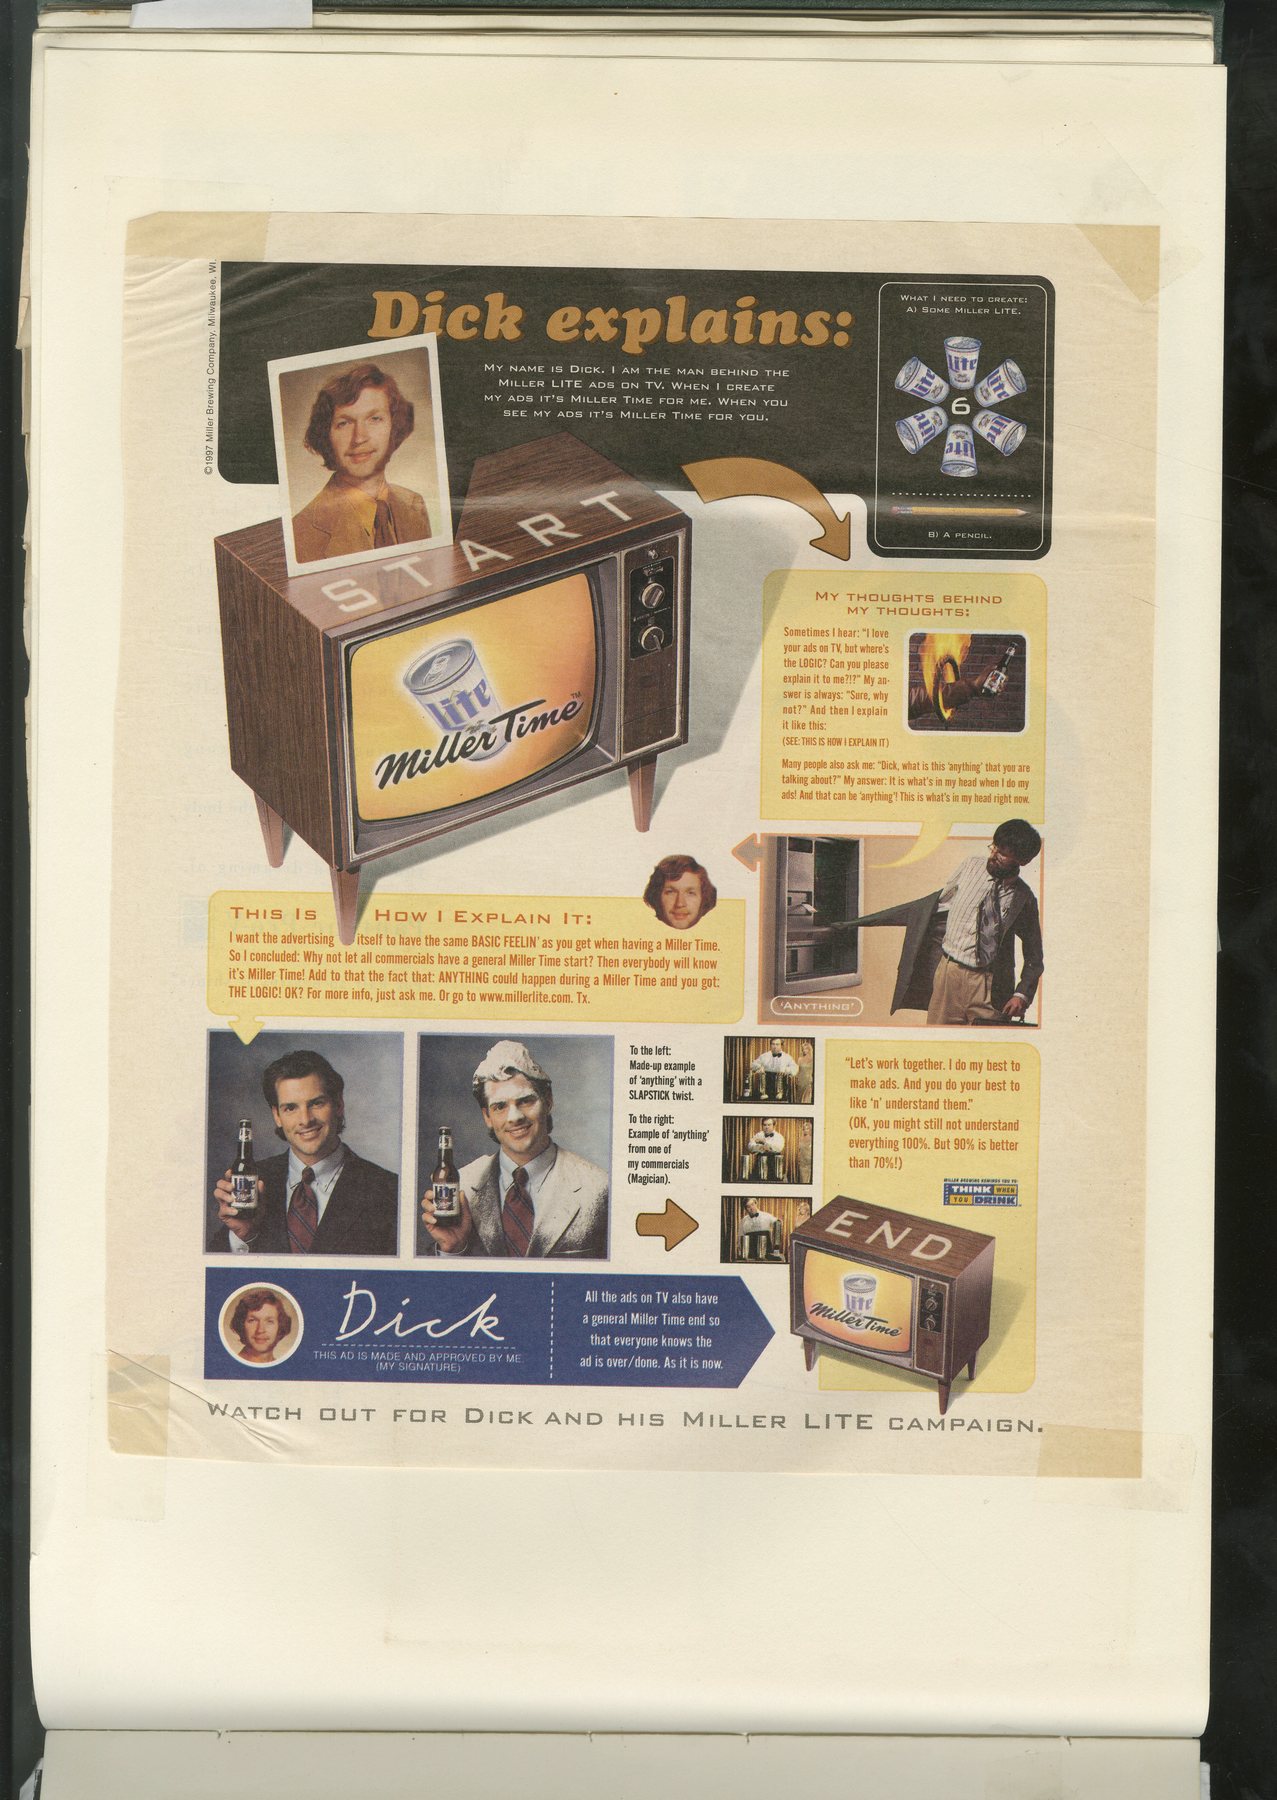 ©1997 Miller Brewing Company, Milwaukee, WI.
Dick explains:
MY NAME IS DICK. I AM THE MAN BEHIND THE
MILLER LITE ADS ON TV. WHEN I CREATE
MY ADS IT'S MILLER TIME FOR ME. WHEN YOU
SEE MY ADS IT'S MILLER TIME FOR YOU.
WHAT I NEED TO CREATE:
A) SOME MILLER LITE.
Lite
Lite
Lite
Lite
Lite
Lite
6
B) A PENCIL.
START
Lite
Miller Time™
MY THOUGHTS BEHIND
MY THOUGHTS:
Sometimes I hear: "I love
your ads on TV, but where's
the LOGIC? Can you please
explain it to me?!?" My an-
swer is always: "Sure, why
not?" And then I explain
it like this:
(SEE: THIS IS HOW I EXPLAIN IT)
Many people also ask me: "Dick, what is this 'anything' that you are
talking about?" My answer: It is what's in my head when I do my
ads! And that can be 'anything'! This is what's in my head right now.
'ANYTHING'
THIS IS HOW I EXPLAIN IT:
I want the advertising itself to have the same BASIC FEELIN' as you get when having a Miller Time.
So I concluded: Why not let all commercials have a general Miller Time start? Then everybody will know
it's Miller Time! Add to that the fact that: ANYTHING could happen during a Miller Time and you got:
THE LOGIC! OK? For more info, just ask me. Or go to www.millerlite.com. Tx.
Lite
Lite
To the left:
Made-up example
of 'anything' with a
SLAPSTICK twist.
To the right:
Example of 'anything'
from one of
my commercials
(Magician).
"Let's work together. I do my best to
make ads. And you do your best to
like 'n' understand them."
(OK, you might still not understand
everything 100%. But 90% is better
than 70%!)
MILLER BREWING REMINDS YOU TO:
THINK WHEN
YOU DRINK
END
Lite
Miller Time
Dick
THIS AD IS MADE AND APPROVED BY ME.
(MY SIGNATURE)
All the ads on TV also have
a general Miller Time end so
that everyone knows the
ad is over/done. As it is now.
WATCH OUT FOR DICK AND HIS MILLER LITE CAMPAIGN.